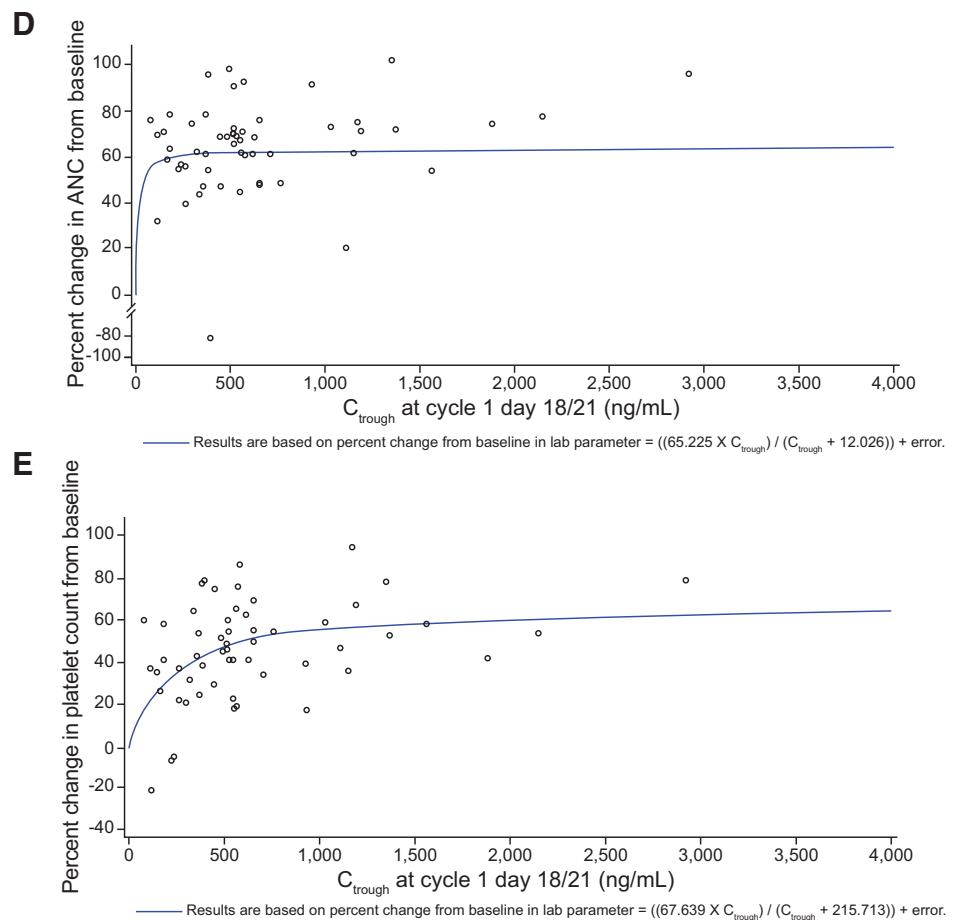 D
Percent change in ANC from baseline
100
80
60
40
20
0
-80
-100
0 500 1,000 1,500 2,000 2,500 3,000 3,500 4,000
Ctrough at cycle 1 day 18/21 (ng/mL)
Results are based on percent change from baseline in lab parameter = ((65.225 X Ctrough) / (Ctrough + 12.026)) + error.
E
Percent change in platelet count from baseline
100
80
60
40
20
0
-20
-40
0 500 1,000 1,500 2,000 2,500 3,000 3,500 4,000
Ctrough at cycle 1 day 18/21 (ng/mL)
Results are based on percent change from baseline in lab parameter = ((67.639 X Ctrough) / (Ctrough + 215.713)) + error.